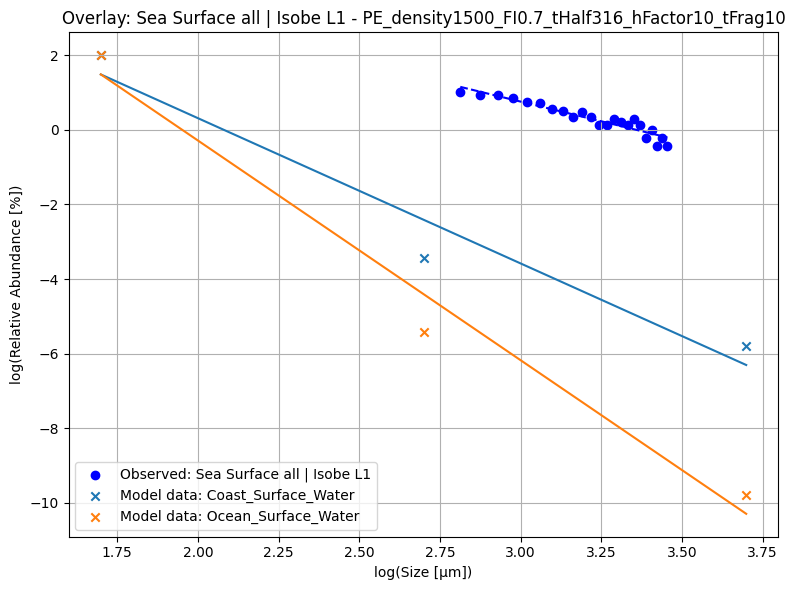 Overlay: Sea Surface all | Isobe L1 - PE_density1500_FI0.7_tHalf316_hFactor10_tFrag10
2
0
−2
−4
−6
−8
−10
log(Relative Abundance [%])
Observed: Sea Surface all | Isobe L1
Model data: Coast_Surface_Water
Model data: Ocean_Surface_Water
1.75 2.00 2.25 2.50 2.75 3.00 3.25 3.50 3.75
log(Size [µm])